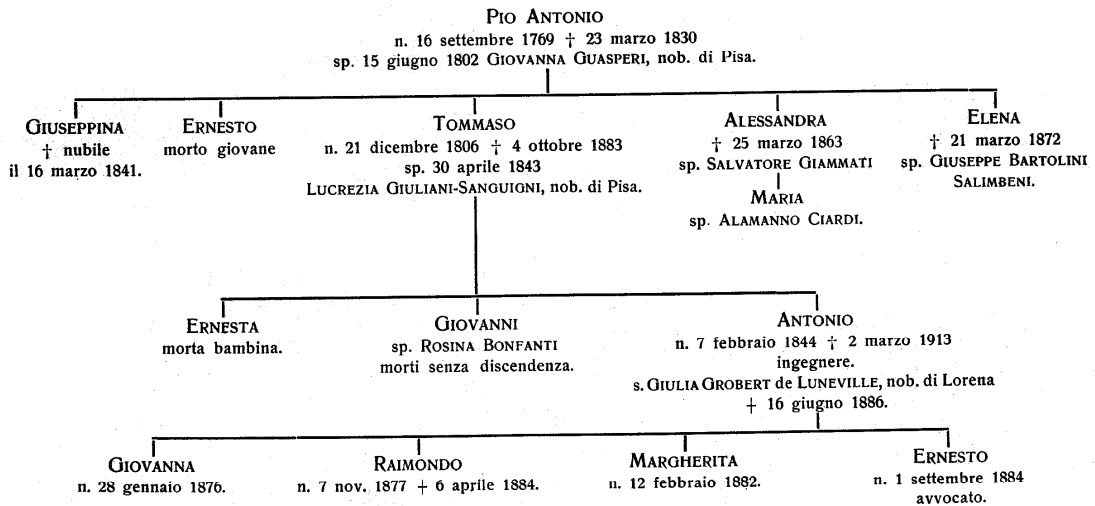 PIO ANTONIO
n. 16 settembre 1769 † 23 marzo 1830
sp. 15 giugno 1802 GIOVANNA GUASPERI, nob. di Pisa.
GIUSEPPINA
† nubile
il 16 marzo 1841.
ERNESTO
morto giovane
TOMMASO
n. 21 dicembre 1806 † 4 ottobre 1883
sp. 30 aprile 1843
LUCREZIA GIULIANI-SANGUIGNI, nob. di Pisa.
ALESSANDRA
† 25 marzo 1863
sp. SALVATORE GIAMMATI
MARIA
sp. ALAMANNO CIARDI.
ELENA
† 21 marzo 1872
sp. GIUSEPPE BARTOLINI
SALIMBENI.
ERNESTA
morta bambina.
GIOVANNI
sp. ROSINA BONFANTI
morti senza discendenza.
ANTONIO
n. 7 febbraio 1844 † 2 marzo 1913
ingegnere.
s. GIULIA GROBERT de LUNEVILLE, nob. di Lorena
† 16 giugno 1886.
GIOVANNA
n. 28 gennaio 1876.
RAIMONDO
n. 7 nov. 1877 † 6 aprile 1884.
MARGHERITA
n. 12 febbraio 1882.
ERNESTO
n. 1 settembre 1884
avvocato.